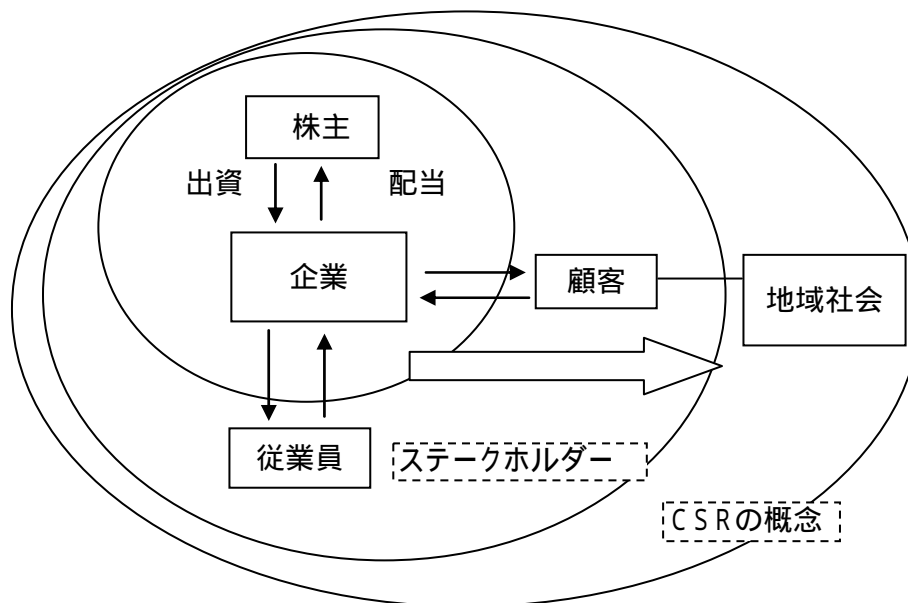 株主
出資
配当
企業
顧客
地域社会
従業員
ステークホルダー
CSRの概念